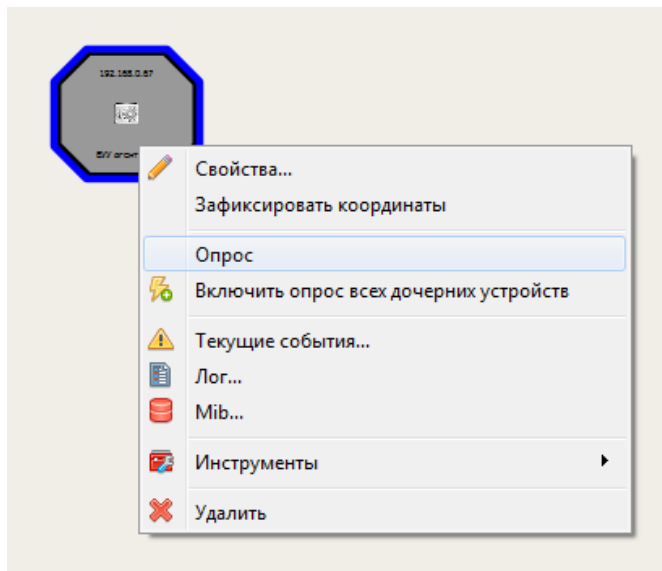 192.168.0.67
Свойства...
Зафиксировать координаты
Опрос
Включить опрос всех дочерних устройств
Текущие события...
Лог...
Mib...
Инструменты
Удалить